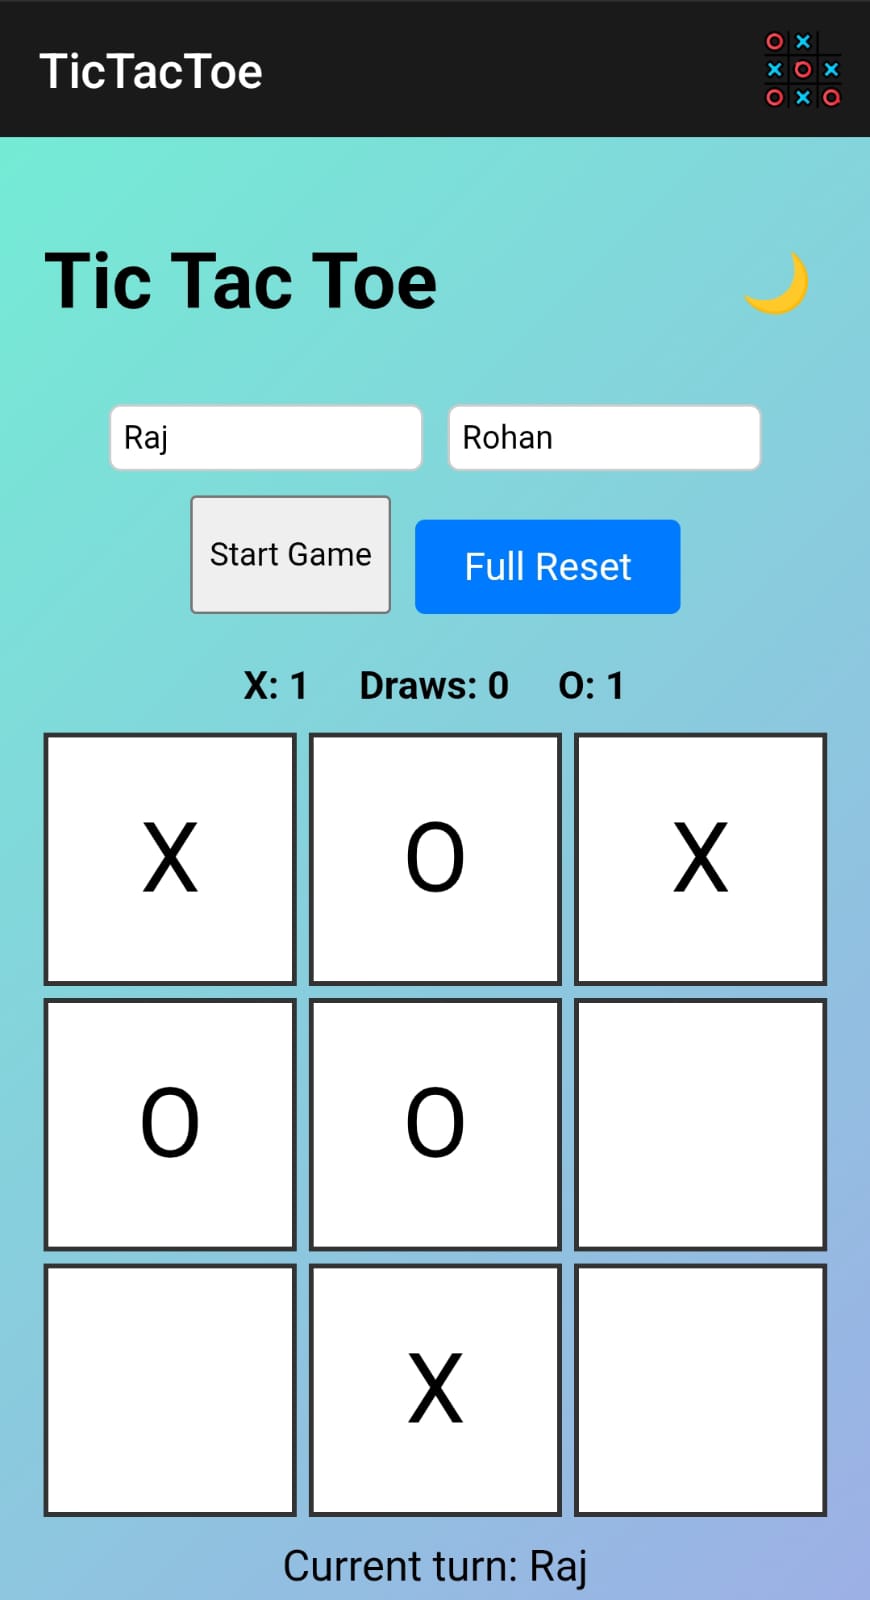 TicTacToe
Tic Tac Toe
Raj Rohan
Start Game Full Reset
X: 1 Draws: 0 O: 1
X O X
O O
X
Current turn: Raj